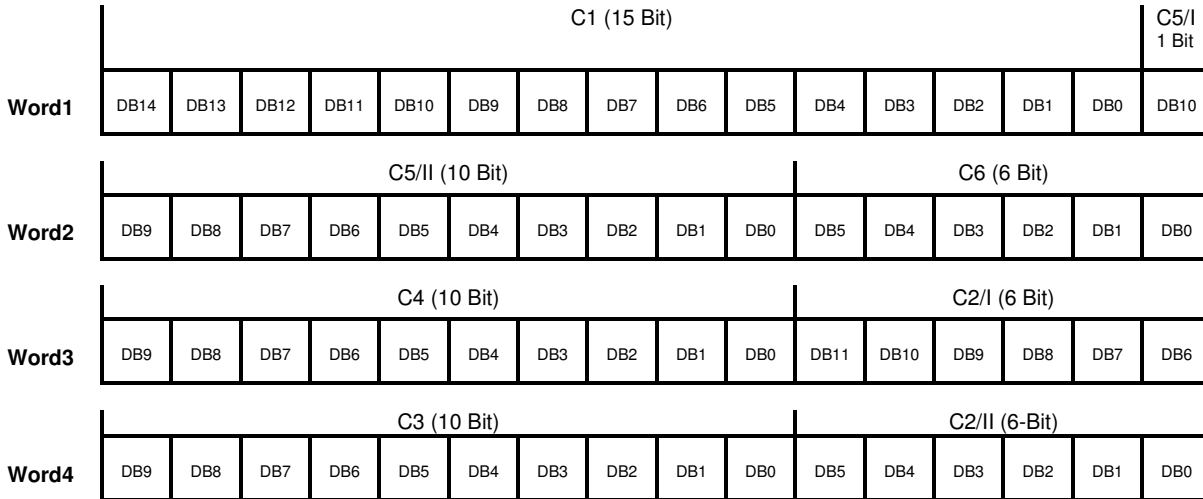 C1 (15 Bit) C5/I
1 Bit
Word1 DB14 DB13 DB12 DB11 DB10 DB9 DB8 DB7 DB6 DB5 DB4 DB3 DB2 DB1 DB0 DB10
C5/II (10 Bit) C6 (6 Bit)
Word2 DB9 DB8 DB7 DB6 DB5 DB4 DB3 DB2 DB1 DB0 DB5 DB4 DB3 DB2 DB1 DB0
C4 (10 Bit) C2/I (6 Bit)
Word3 DB9 DB8 DB7 DB6 DB5 DB4 DB3 DB2 DB1 DB0 DB11 DB10 DB9 DB8 DB7 DB6
C3 (10 Bit) C2/II (6-Bit)
Word4 DB9 DB8 DB7 DB6 DB5 DB4 DB3 DB2 DB1 DB0 DB5 DB4 DB3 DB2 DB1 DB0